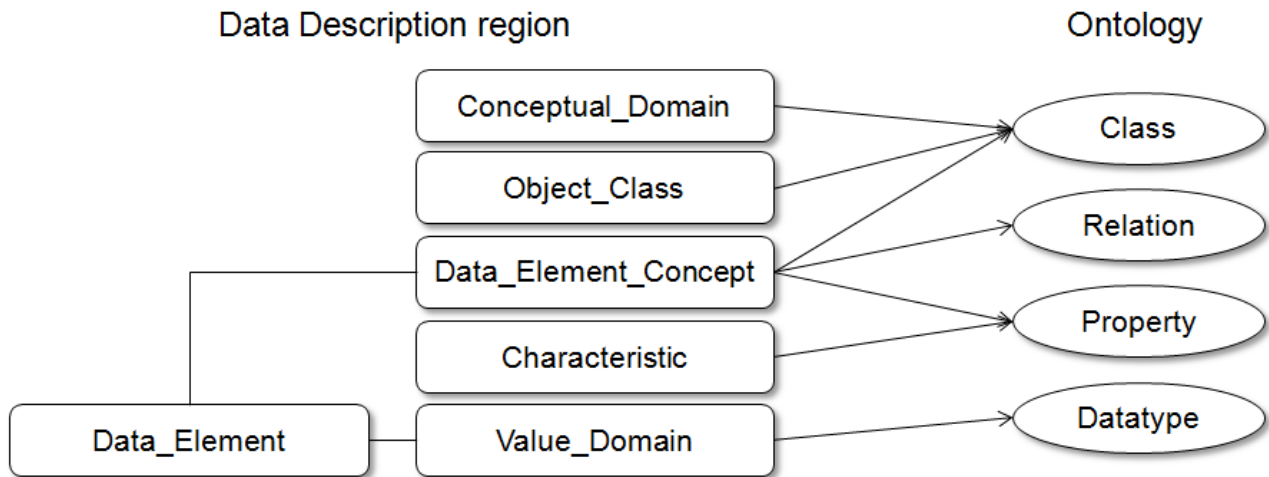 Data Description region
Ontology
Conceptual_Domain
Class
Object_Class
Relation
Data_Element_Concept
Property
Characteristic
Datatype
Data_Element
Value_Domain